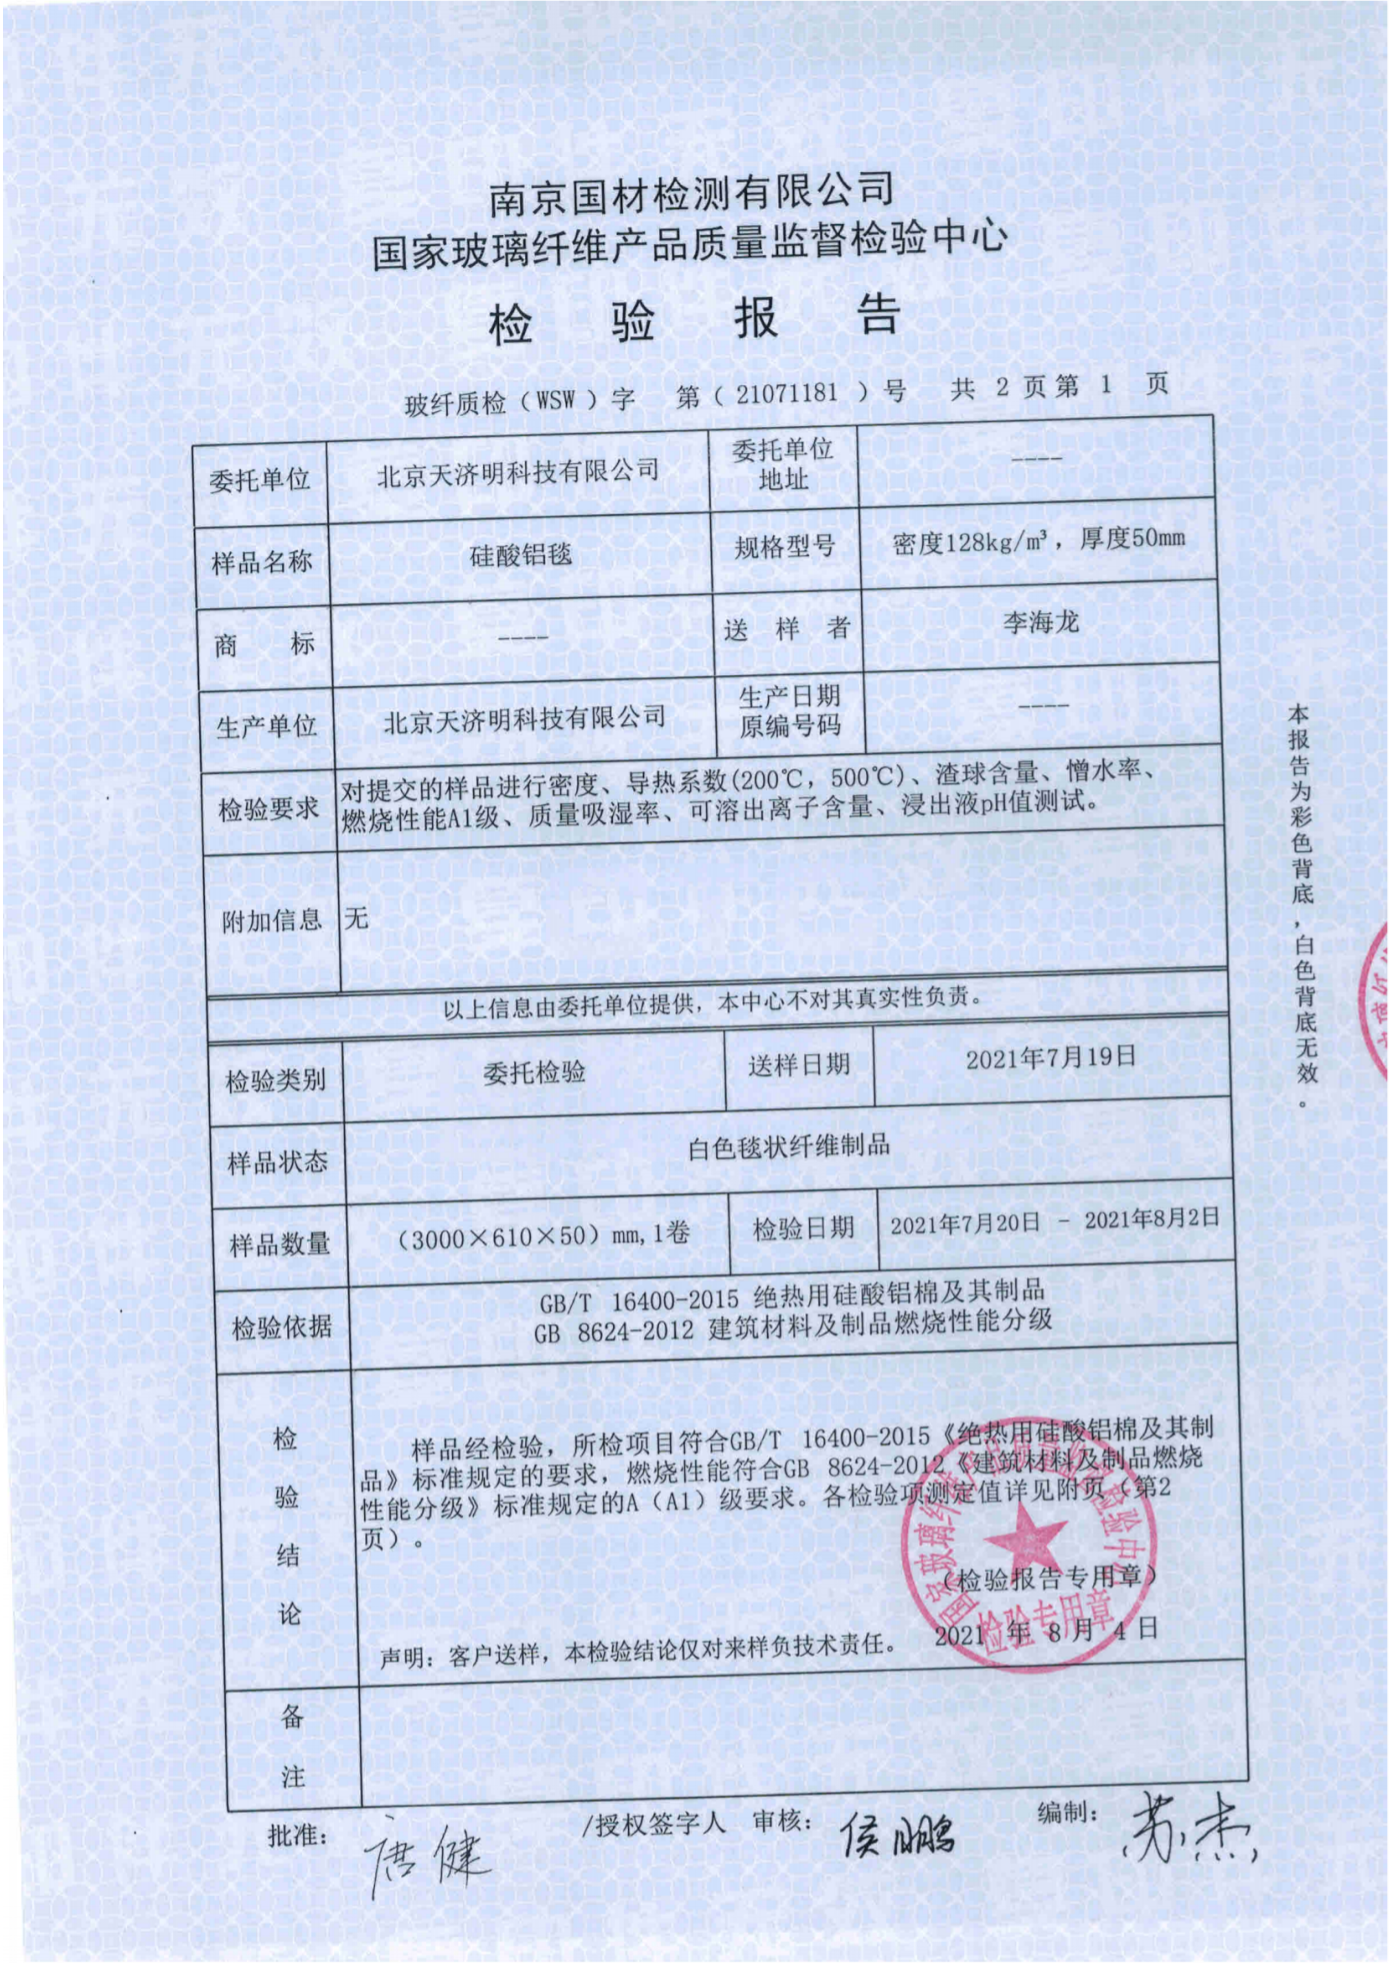 南京国材检测有限公司
国家玻璃纤维产品质量监督检验中心
检 验 报 告
玻纤质检（WSW）字 第（21071181）号 共 2 页 第 1 页
委托单位 北京天济明科技有限公司 委托单位地址 ----
样品名称 硅酸铝毯 规格型号 密度128kg/m³，厚度50mm
商 标 ---- 送 样 者 李海龙
生产单位 北京天济明科技有限公司 生产日期原编号码 ----
检验要求 对提交的样品进行密度、导热系数(200℃，500℃)、渣球含量、憎水率、
燃烧性能A1级、质量吸湿率、可溶出离子含量、浸出液pH值测试。
附加信息 无
以上信息由委托单位提供，本中心不对其真实性负责。
检验类别 委托检验 送样日期 2021年7月19日
样品状态 白色毯状纤维制品
样品数量 （3000×610×50）mm,1卷 检验日期 2021年7月20日 - 2021年8月2日
检验依据 GB/T 16400-2015 绝热用硅酸铝棉及其制品
GB 8624-2012 建筑材料及制品燃烧性能分级
检验结论
样品经检验，所检项目符合GB/T 16400-2015《绝热用硅酸铝棉及其制
品》标准规定的要求，燃烧性能符合GB 8624-2012《建筑材料及制品燃烧
性能分级》标准规定的A（A1）级要求。各检验项测定值详见附页（第2
页）。
（检验报告专用章）
声明：客户送样，本检验结论仅对来样负技术责任。 2021 年 8 月 4 日
国家玻璃纤维产品质量监督检验中心
检验专用章
备注
批准： 唐健 /授权签字人 审核： 侯鹏 编制： 苏杰
本报告为彩色背底，白色背底无效。